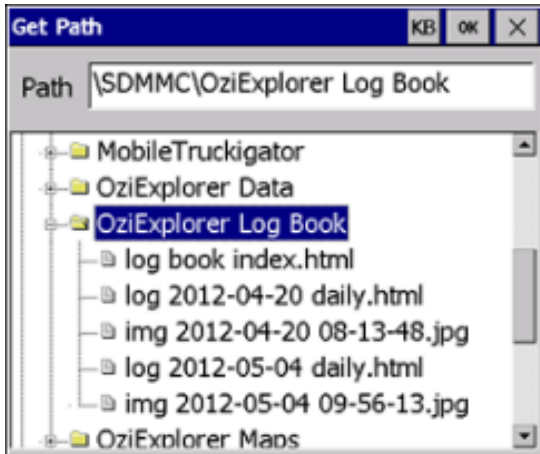 Get Path KB OK
Path \SDMMC\OziExplorer Log Book
MobileTruckigator
OziExplorer Data
OziExplorer Log Book
log book index.html
log 2012-04-20 daily.html
img 2012-04-20 08-13-48.jpg
log 2012-05-04 daily.html
img 2012-05-04 09-56-13.jpg
OziExplorer Maps